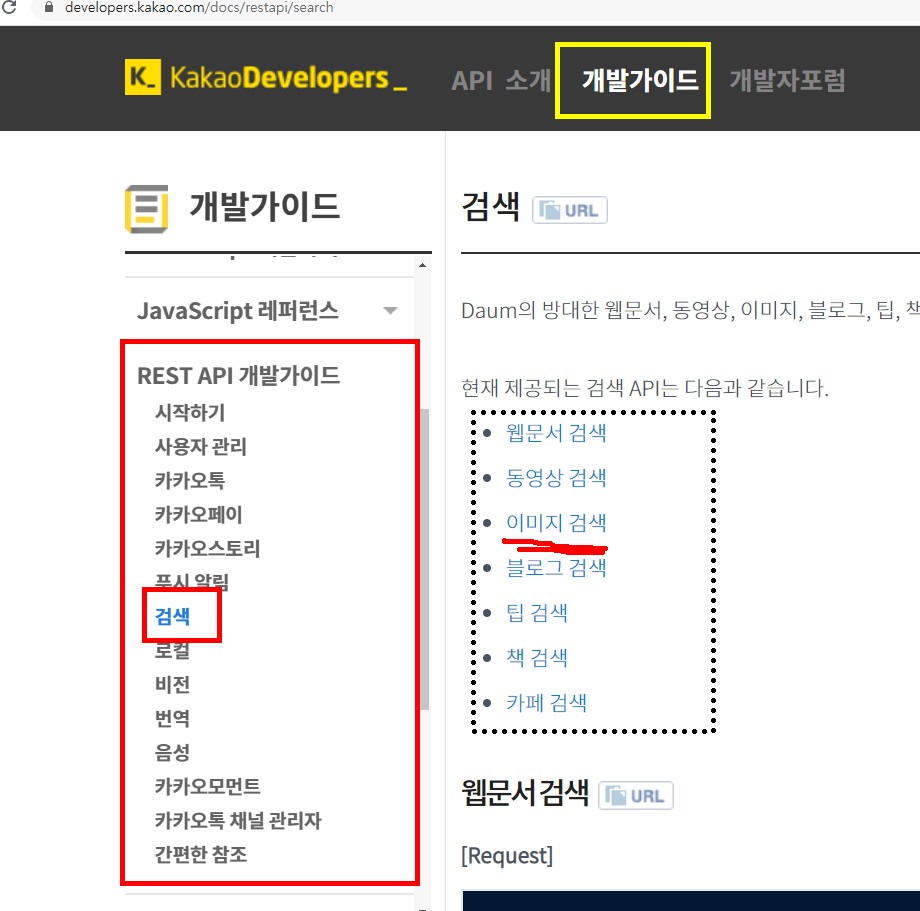 developers.kakao.com/docs/restapi/search
K_ KakaoDevelopers_ API 소개 개발가이드 개발자포럼
개발가이드
JavaScript 레퍼런스
REST API 개발가이드
시작하기
사용자 관리
카카오톡
카카오페이
카카오스토리
푸시 알림
검색
로컬
비전
번역
음성
카카오모먼트
카카오톡 채널 관리자
간편한 참조
검색 URL
Daum의 방대한 웹문서, 동영상, 이미지, 블로그, 팁, 책
현재 제공되는 검색 API는 다음과 같습니다.
웹문서 검색
동영상 검색
이미지 검색
블로그 검색
팁 검색
책 검색
카페 검색
웹문서 검색 URL
[Request]